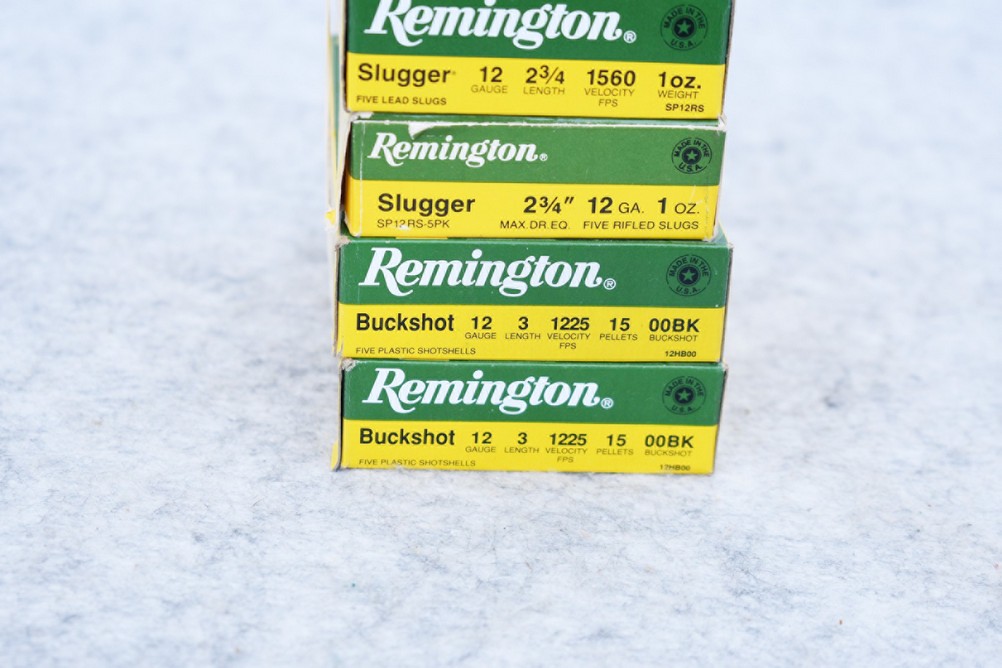 Remington®
MADE IN THE U.S.A.
Slugger® 12 2¾ 1560 1oz.
GAUGE LENGTH VELOCITY FPS WEIGHT
FIVE LEAD SLUGS SP12RS
Remington®
MADE IN THE U.S.A.
Slugger 2¾" 12 GA. 1 OZ.
SP12RS-5PK MAX.DR.EQ. FIVE RIFLED SLUGS
Remington®
MADE IN THE U.S.A.
Buckshot 12 3 1225 15 00BK
GAUGE LENGTH VELOCITY FPS PELLETS BUCKSHOT
FIVE PLASTIC SHOTSHELLS 12HB00
Remington®
MADE IN THE U.S.A.
Buckshot 12 3 1225 15 00BK
GAUGE LENGTH VELOCITY FPS PELLETS BUCKSHOT
FIVE PLASTIC SHOTSHELLS 12HB00